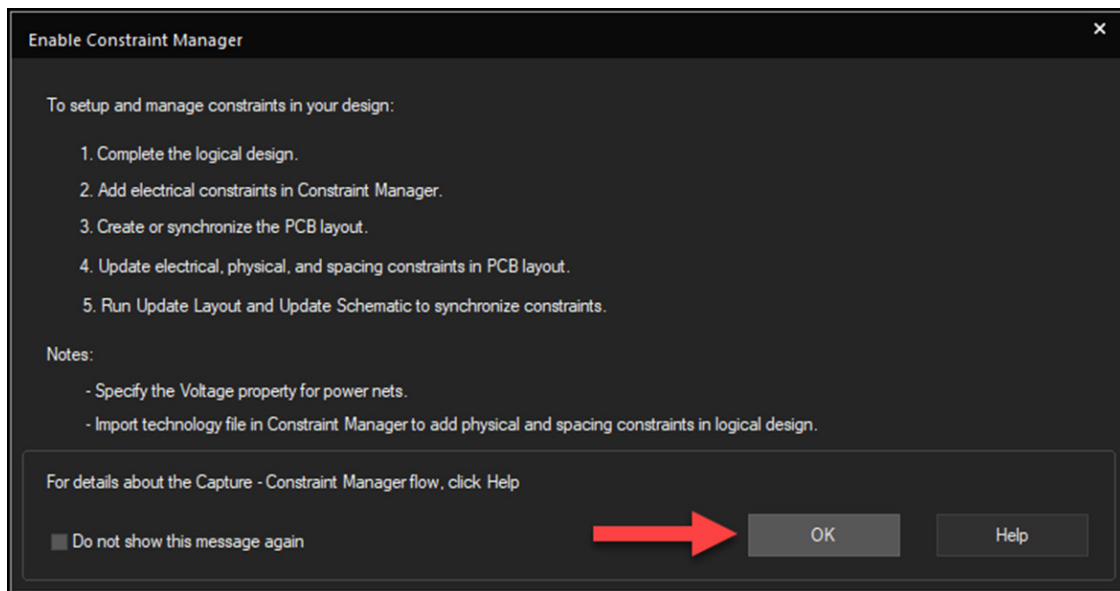 Enable Constraint Manager
To setup and manage constraints in your design:
1. Complete the logical design.
2. Add electrical constraints in Constraint Manager.
3. Create or synchronize the PCB layout.
4. Update electrical, physical, and spacing constraints in PCB layout.
5. Run Update Layout and Update Schematic to synchronize constraints.
Notes:
- Specify the Voltage property for power nets.
- Import technology file in Constraint Manager to add physical and spacing constraints in logical design.
For details about the Capture - Constraint Manager flow, click Help
Do not show this message again
OK
Help